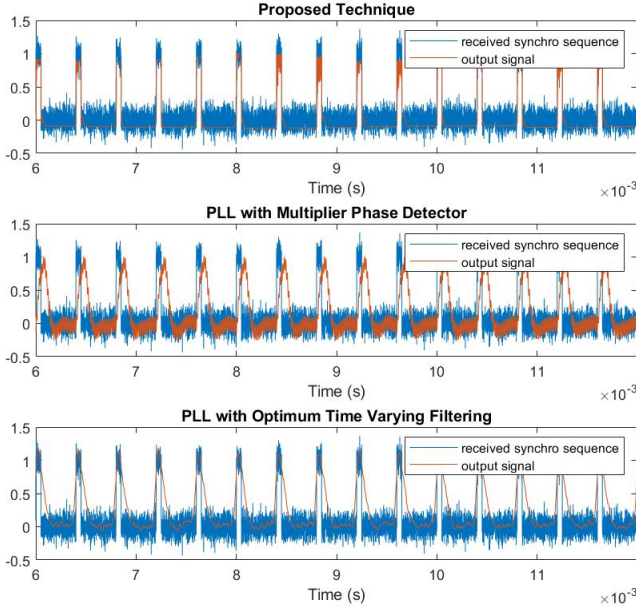 Proposed Technique
1.5
1
0.5
0
-0.5
received synchro sequence
output signal
6 7 8 9 10 11
Time (s)
×10⁻³
PLL with Multiplier Phase Detector
1.5
1
0.5
0
-0.5
received synchro sequence
output signal
6 7 8 9 10 11
Time (s)
×10⁻³
PLL with Optimum Time Varying Filtering
1.5
1
0.5
0
-0.5
received synchro sequence
output signal
6 7 8 9 10 11
Time (s)
×10⁻³